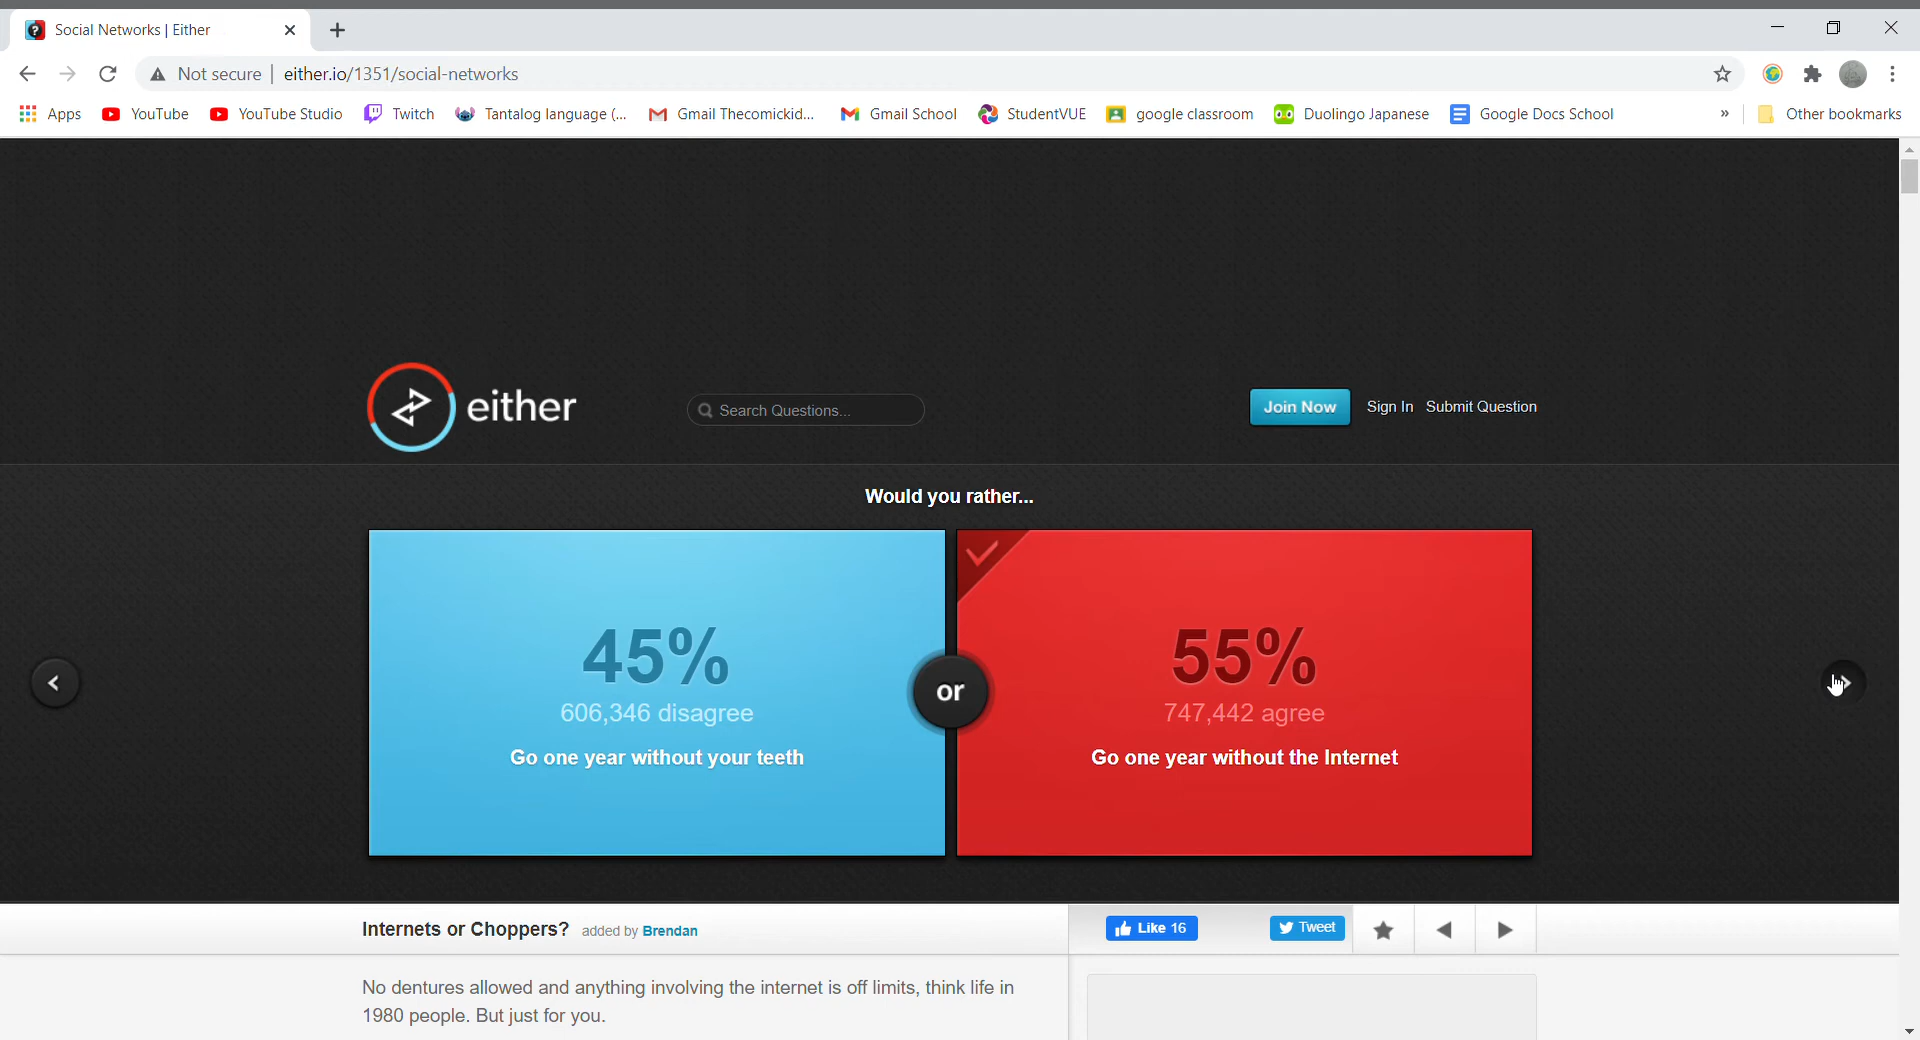 Social Networks | Either
Not secure | either.io/1351/social-networks
Apps YouTube YouTube Studio Twitch Tantalog language (... Gmail Thecomickid... Gmail School StudentVUE google classroom Duolingo Japanese Google Docs School » Other bookmarks
either
Search Questions...
Join Now Sign In Submit Question
Would you rather...
45%
606,346 disagree
Go one year without your teeth
or
55%
747,442 agree
Go one year without the Internet
Internets or Choppers? added by Brendan
Like 16
Tweet
No dentures allowed and anything involving the internet is off limits, think life in
1980 people. But just for you.